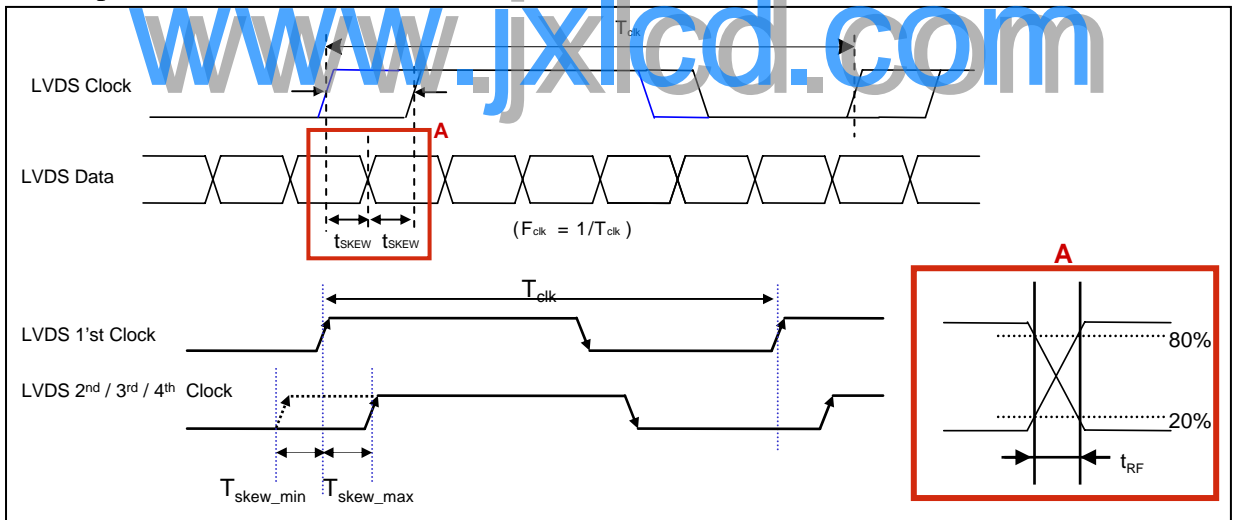 www.jxlcd.com
Tclk
LVDS Clock
A
LVDS Data
tSKEW tSKEW
(Fclk = 1/Tclk)
A
Tclk
LVDS 1'st Clock
80%
LVDS 2nd / 3rd / 4th Clock
20%
tRF
Tskew_min Tskew_max